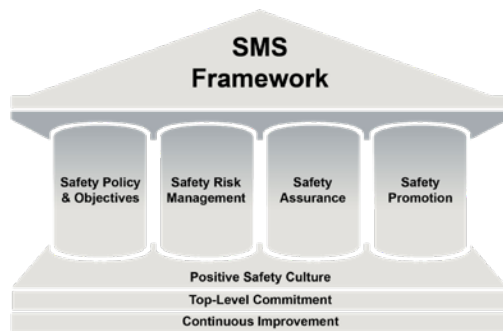 SMS
Framework
Safety Policy
& Objectives
Safety Risk
Management
Safety
Assurance
Safety
Promotion
Positive Safety Culture
Top-Level Commitment
Continuous Improvement